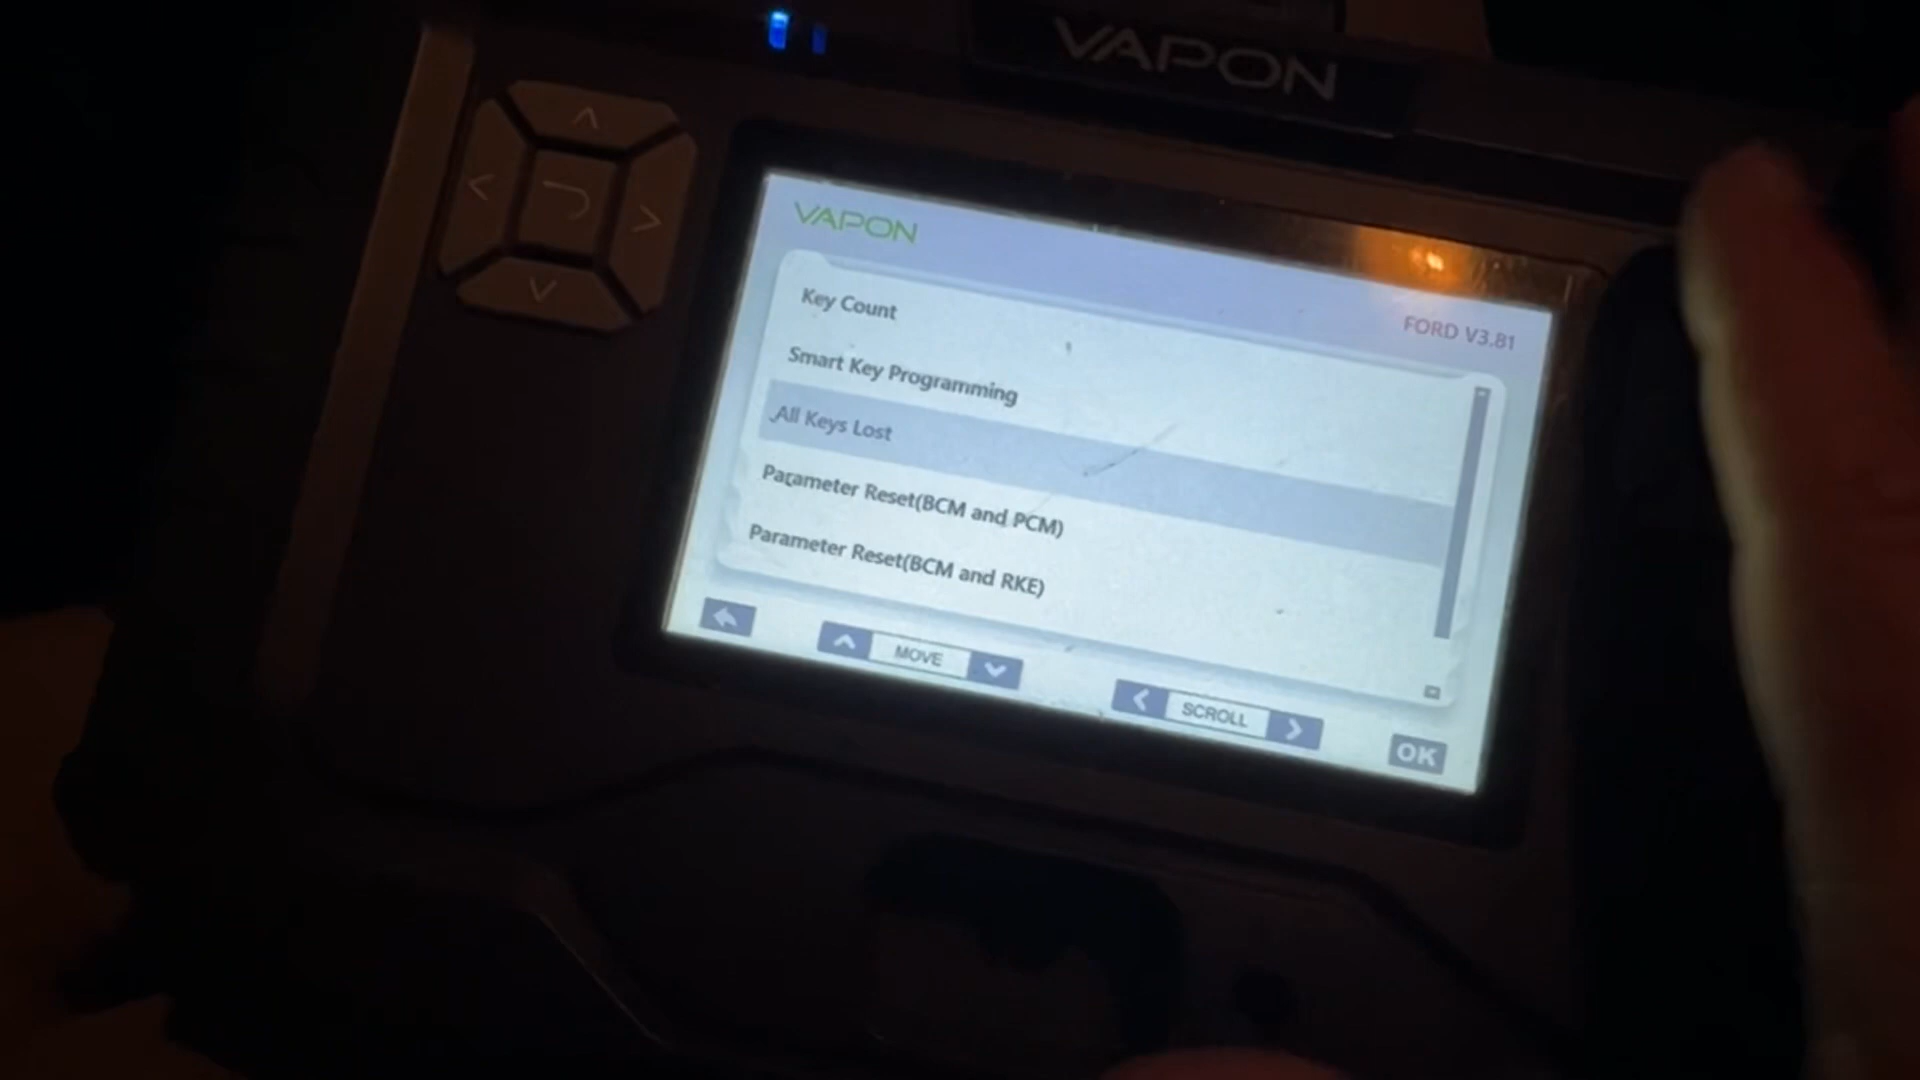 VAPON
VAPON
FORD V3.81
Key Count
Smart Key Programming
All Keys Lost
Parameter Reset(BCM and PCM)
Parameter Reset(BCM and RKE)
MOVE
SCROLL
OK